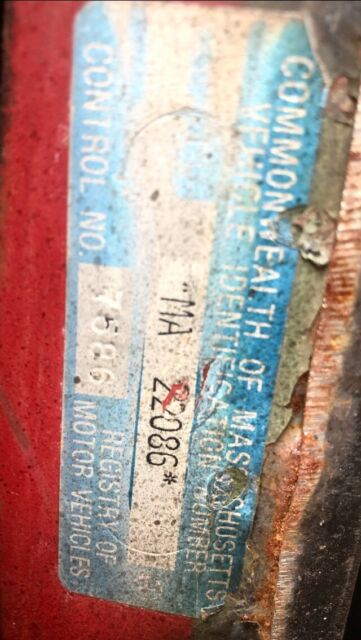 COMMONWEALTH OF MASSACHUSETTS
VEHICLE IDENTIFICATION NUMBER
*MA 22086*
CONTROL NO. 7586 REGISTRY OF
MOTOR VEHICLES